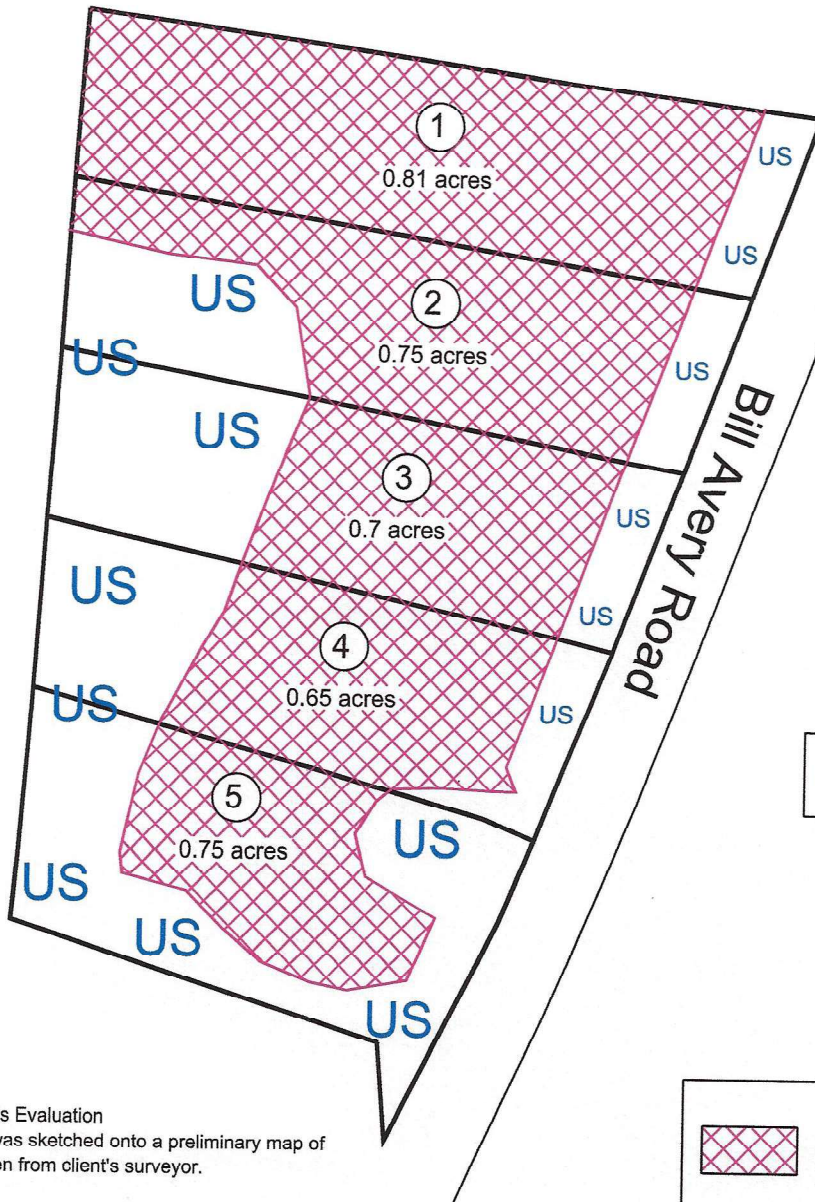 1
0.81 acres
US
US
2
US
0.75 acres
US
US
US
3
US
0.7 acres
US
US
4
0.65 acres
US
US
5
0.75 acres
US
US
US
US
Bill Avery Road
s Evaluation
was sketched onto a preliminary map of
en from client's surveyor.